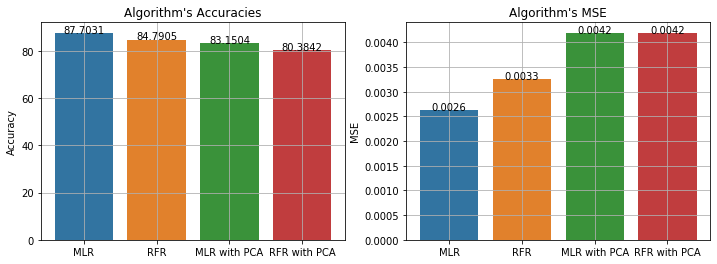 Algorithm's Accuracies
Accuracy
80
60
40
20
0
87.7031
84.7905
83.1504
80.3842
MLR
RFR
MLR with PCA
RFR with PCA
Algorithm's MSE
MSE
0.0040
0.0035
0.0030
0.0025
0.0020
0.0015
0.0010
0.0005
0.0000
0.0026
0.0033
0.0042
0.0042
MLR
RFR
MLR with PCA
RFR with PCA